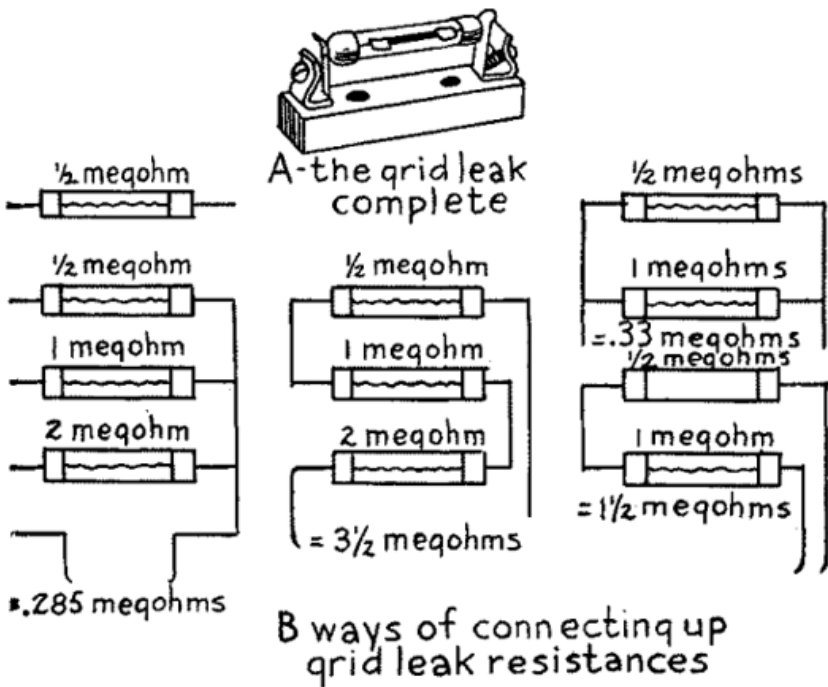 A-the grid leak
complete
½ megohm
½ megohm
1 megohm
2 megohm
=.285 megohms
½ megohm
1 megohm
2 megohm
= 3½ megohms
½ megohms
1 megohms
=.33 megohms
½ megohms
1 megohm
= 1½ megohms
B ways of connecting up
grid leak resistances